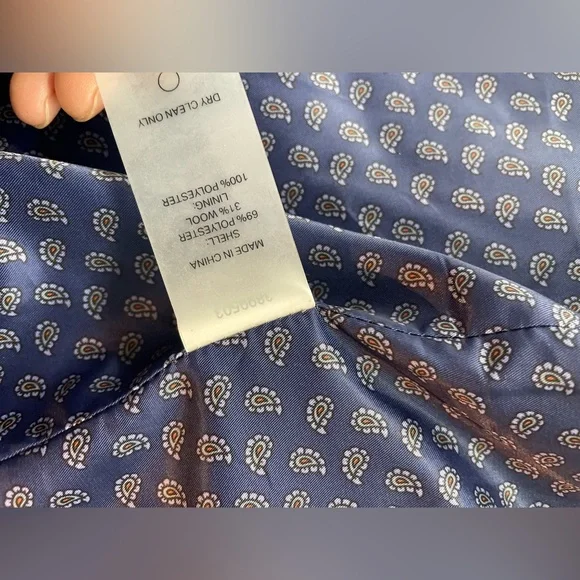 MADE IN CHINA
SHELL:
69% POLYESTER
31% WOOL
LINING:
100% POLYESTER
DRY CLEAN ONLY